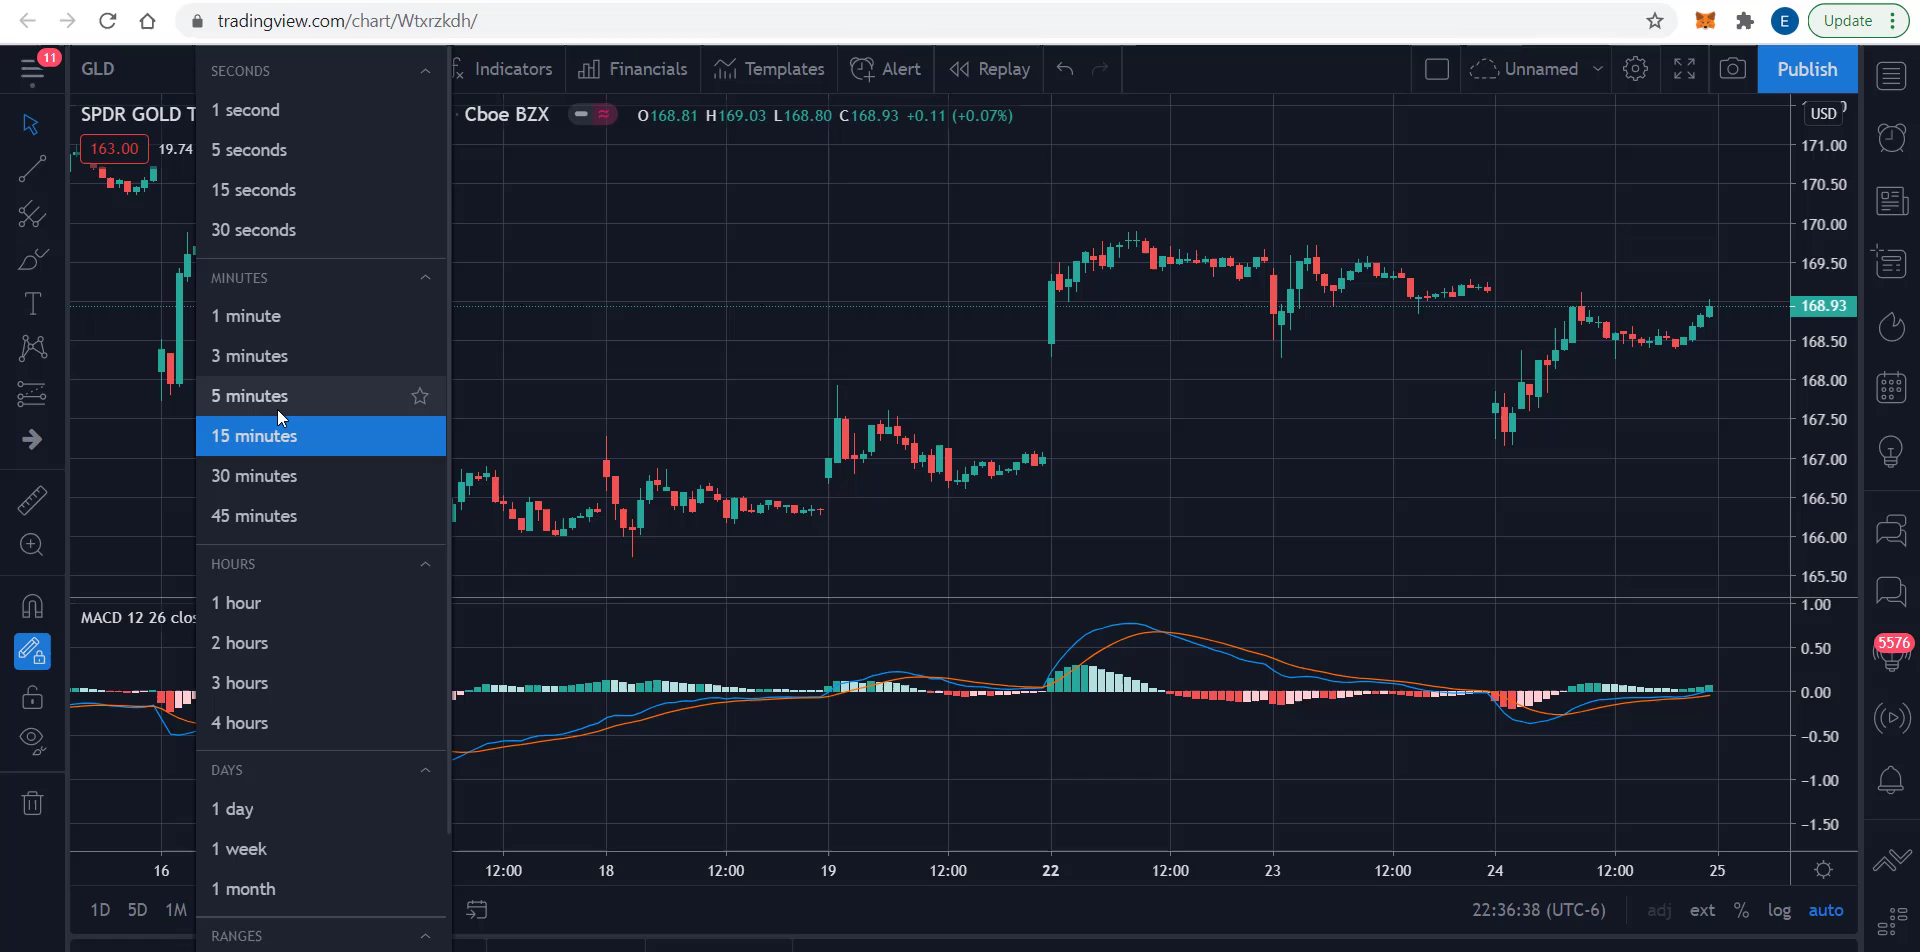 tradingview.com/chart/Wtxrzkdh/
E
Update
11
GLD
Indicators
Financials
Templates
Alert
Replay
Unnamed
Publish
SPDR GOLD T
Cboe BZX
O168.81 H169.03 L168.80 C168.93 +0.11 (+0.07%)
USD
163.00
19.74
SECONDS
1 second
5 seconds
15 seconds
30 seconds
MINUTES
1 minute
3 minutes
5 minutes
15 minutes
30 minutes
45 minutes
HOURS
1 hour
2 hours
3 hours
4 hours
DAYS
1 day
1 week
1 month
RANGES
171.00
170.50
170.00
169.50
168.93
168.50
168.00
167.50
167.00
166.50
166.00
165.50
MACD 12 26 clos
1.00
0.50
0.00
−0.50
−1.00
−1.50
5576
16
12:00
18
12:00
19
12:00
22
12:00
23
12:00
24
12:00
25
1D 5D 1M
22:36:38 (UTC-6)
adj ext % log auto